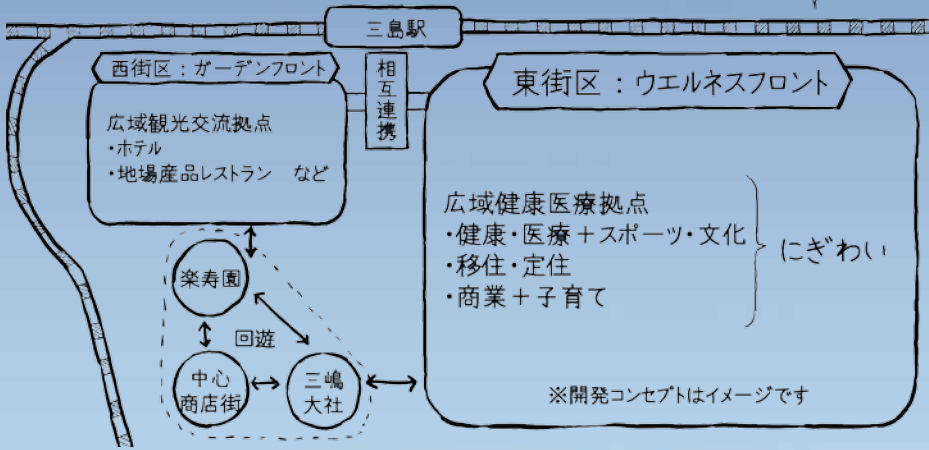 三島駅
西街区：ガーデンフロント
広域観光交流拠点
・ホテル
・地場産品レストラン　など
相互連携
東街区：ウエルネスフロント
広域健康医療拠点
・健康・医療＋スポーツ・文化
・移住・定住
・商業＋子育て
にぎわい
楽寿園
回遊
中心
商店街
三嶋
大社
※開発コンセプトはイメージです